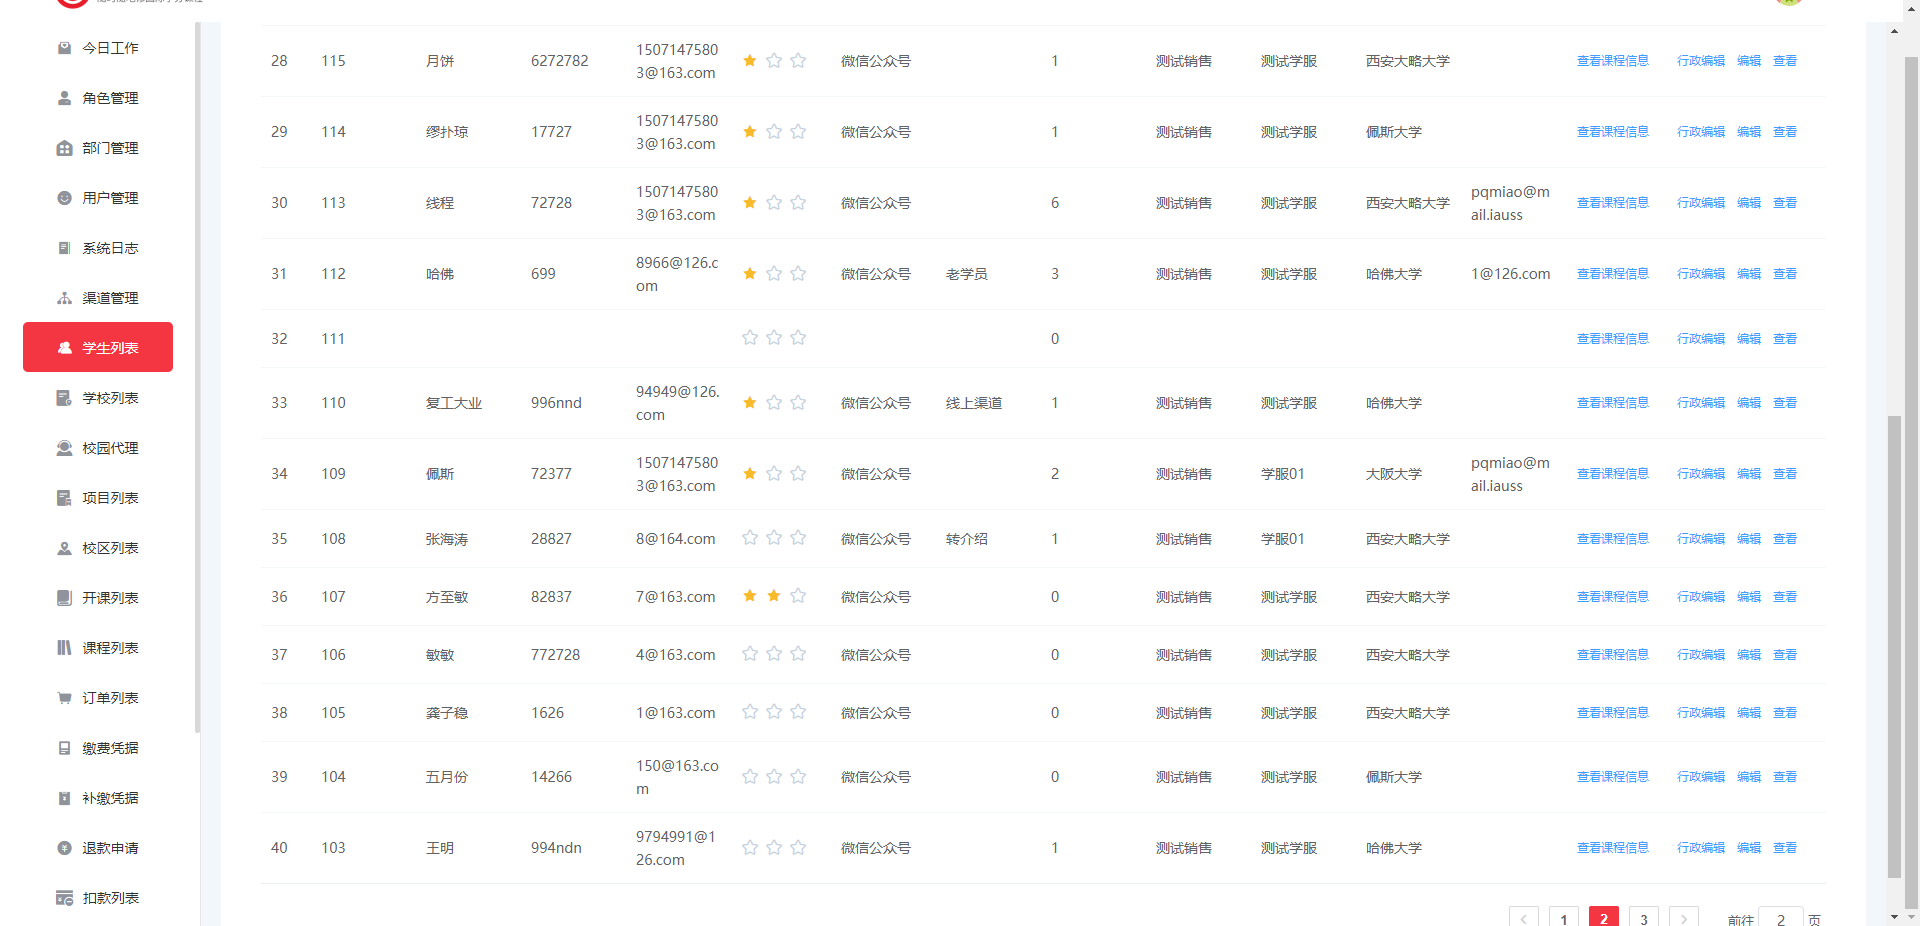 今日工作
角色管理
部门管理
用户管理
系统日志
渠道管理
学生列表
学校列表
校园代理
项目列表
校区列表
开课列表
课程列表
订单列表
缴费凭据
补缴凭据
退款申请
扣款列表
28 115 月饼 6272782 1507147580 微信公众号 1 测试销售 测试学服 西安大略大学 查看课程信息 行政编辑 编辑 查看
3@163.com
29 114 缪扑琼 17727 1507147580 微信公众号 1 测试销售 测试学服 佩斯大学 查看课程信息 行政编辑 编辑 查看
3@163.com
30 113 线程 72728 1507147580 微信公众号 6 测试销售 测试学服 西安大略大学 pqmiao@m 查看课程信息 行政编辑 编辑 查看
3@163.com ail.iauss
31 112 哈佛 699 8966@126.c 微信公众号 老学员 3 测试销售 测试学服 哈佛大学 1@126.com 查看课程信息 行政编辑 编辑 查看
om
32 111 0 查看课程信息 行政编辑 编辑 查看
33 110 复工大业 996nnd 94949@126. 微信公众号 线上渠道 1 测试销售 测试学服 哈佛大学 查看课程信息 行政编辑 编辑 查看
com
34 109 佩斯 72377 1507147580 微信公众号 2 测试销售 学服01 大阪大学 pqmiao@m 查看课程信息 行政编辑 编辑 查看
3@163.com ail.iauss
35 108 张海涛 28827 8@164.com 微信公众号 转介绍 1 测试销售 学服01 西安大略大学 查看课程信息 行政编辑 编辑 查看
36 107 方至敏 82837 7@163.com 微信公众号 0 测试销售 测试学服 西安大略大学 查看课程信息 行政编辑 编辑 查看
37 106 敏敏 772728 4@163.com 微信公众号 0 测试销售 测试学服 西安大略大学 查看课程信息 行政编辑 编辑 查看
38 105 龚子稳 1626 1@163.com 微信公众号 0 测试销售 测试学服 西安大略大学 查看课程信息 行政编辑 编辑 查看
39 104 五月份 14266 150@163.co 微信公众号 0 测试销售 测试学服 佩斯大学 查看课程信息 行政编辑 编辑 查看
m
40 103 王明 994ndn 9794991@1 微信公众号 1 测试销售 测试学服 哈佛大学 查看课程信息 行政编辑 编辑 查看
26.com
1 2 3 前往 2 页